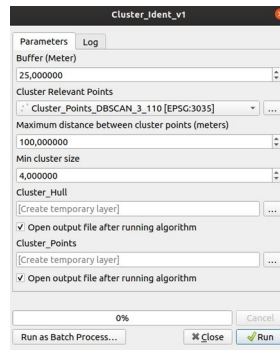 Cluster_Ident_v1
Parameters Log
Buffer (Meter)
25,000000
Cluster Relevant Points
Cluster_Points_DBSCAN_3_110 [EPSG:3035]
...
Maximum distance between cluster points (meters)
100,000000
Min cluster size
4,000000
Cluster_Hull
[Create temporary layer]
...
Open output file after running algorithm
Cluster_Points
[Create temporary layer]
...
Open output file after running algorithm
0%
Cancel
Run as Batch Process...
Close
Run